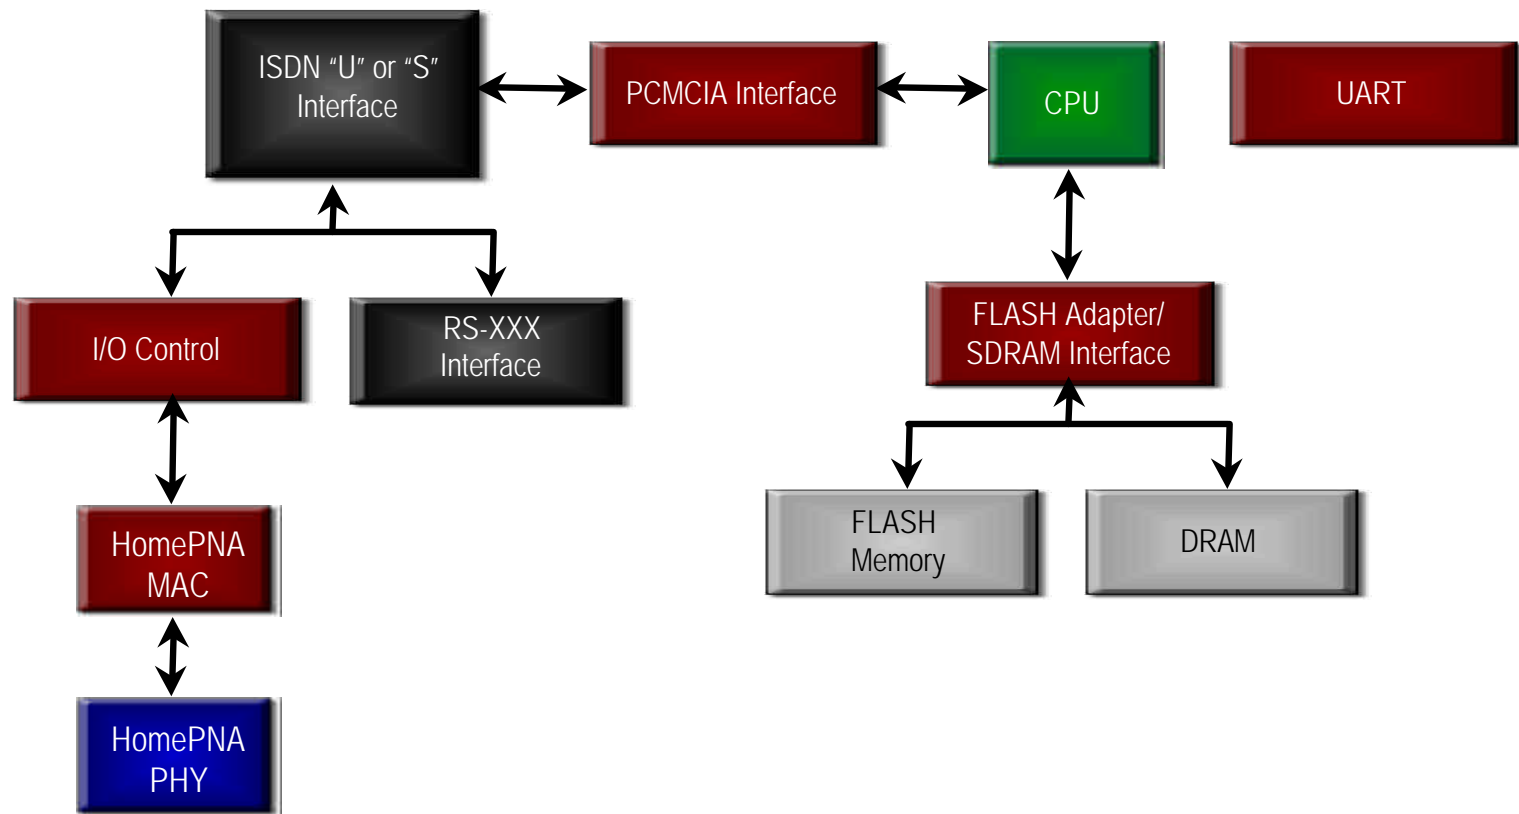 ISDN “U” or “S”
Interface
PCMCIA Interface
CPU
UART
I/O Control
RS-XXX
Interface
FLASH Adapter/
SDRAM Interface
FLASH
Memory
DRAM
HomePNA
MAC
HomePNA
PHY